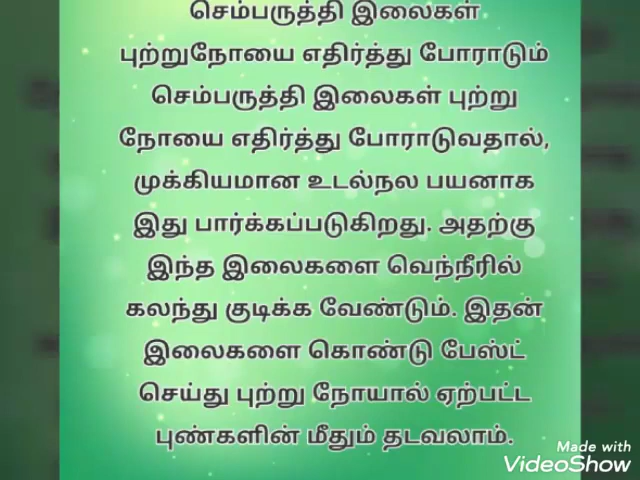 செம்பருத்தி இலைகள்
புற்றுநோயை எதிர்த்து போராடும்
செம்பருத்தி இலைகள் புற்று
நோயை எதிர்த்து போராடுவதால்,
முக்கியமான உடல்நல பயனாக
இது பார்க்கப்படுகிறது. அதற்கு
இந்த இலைகளை வெந்நீரில்
கலந்து குடிக்க வேண்டும். இதன்
இலைகளை கொண்டு பேஸ்ட்
செய்து புற்று நோயால் ஏற்பட்ட
புண்களின் மீதும் தடவலாம்.
Made with
VideoShow